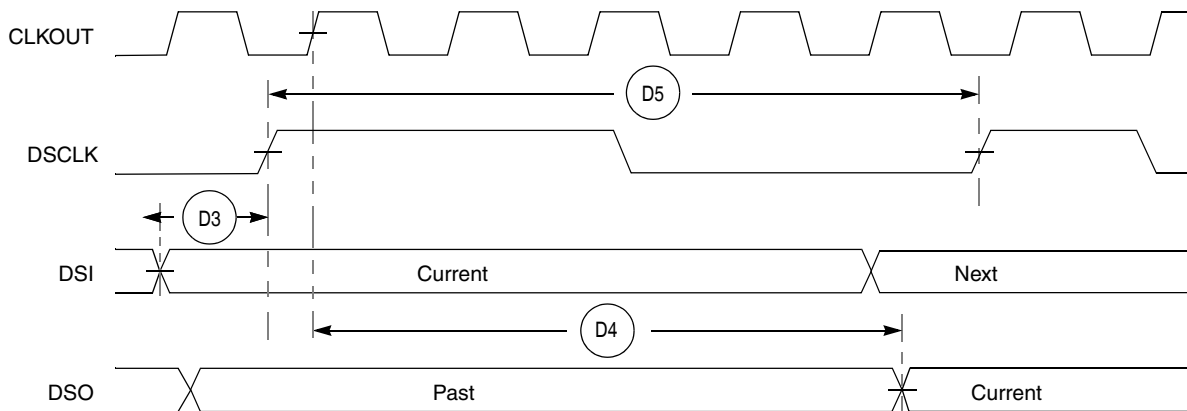 CLKOUT
D5
DSCLK
D3
DSI
Current
Next
D4
DSO
Past
Current